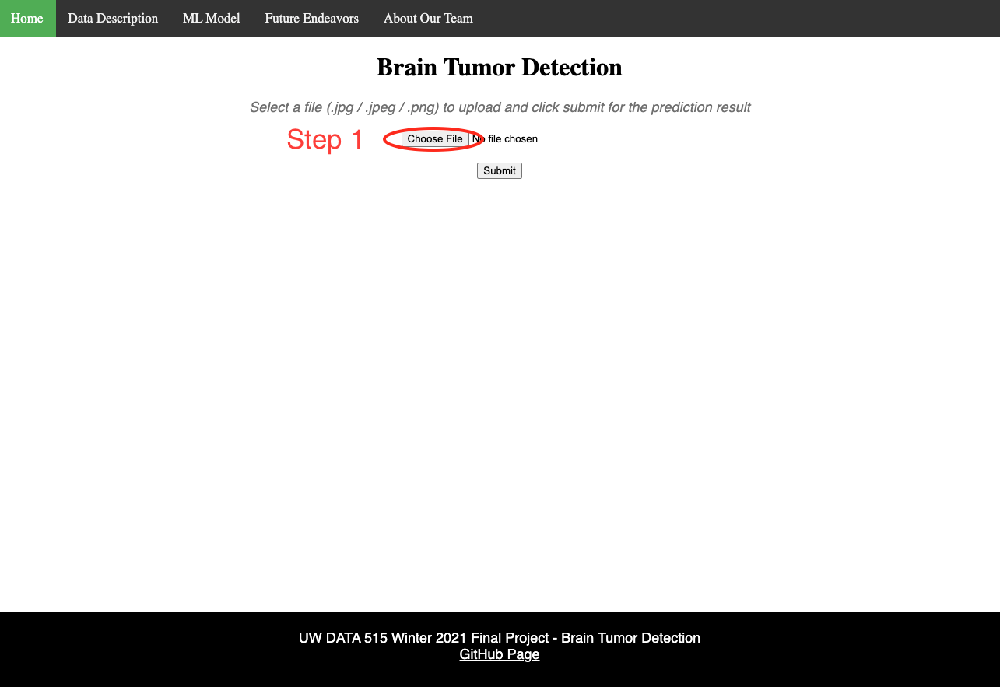 Home Data Description ML Model Future Endeavors About Our Team
Brain Tumor Detection
Select a file (.jpg / .jpeg / .png) to upload and click submit for the prediction result
Step 1 Choose File No file chosen
Submit
UW DATA 515 Winter 2021 Final Project - Brain Tumor Detection
GitHub Page